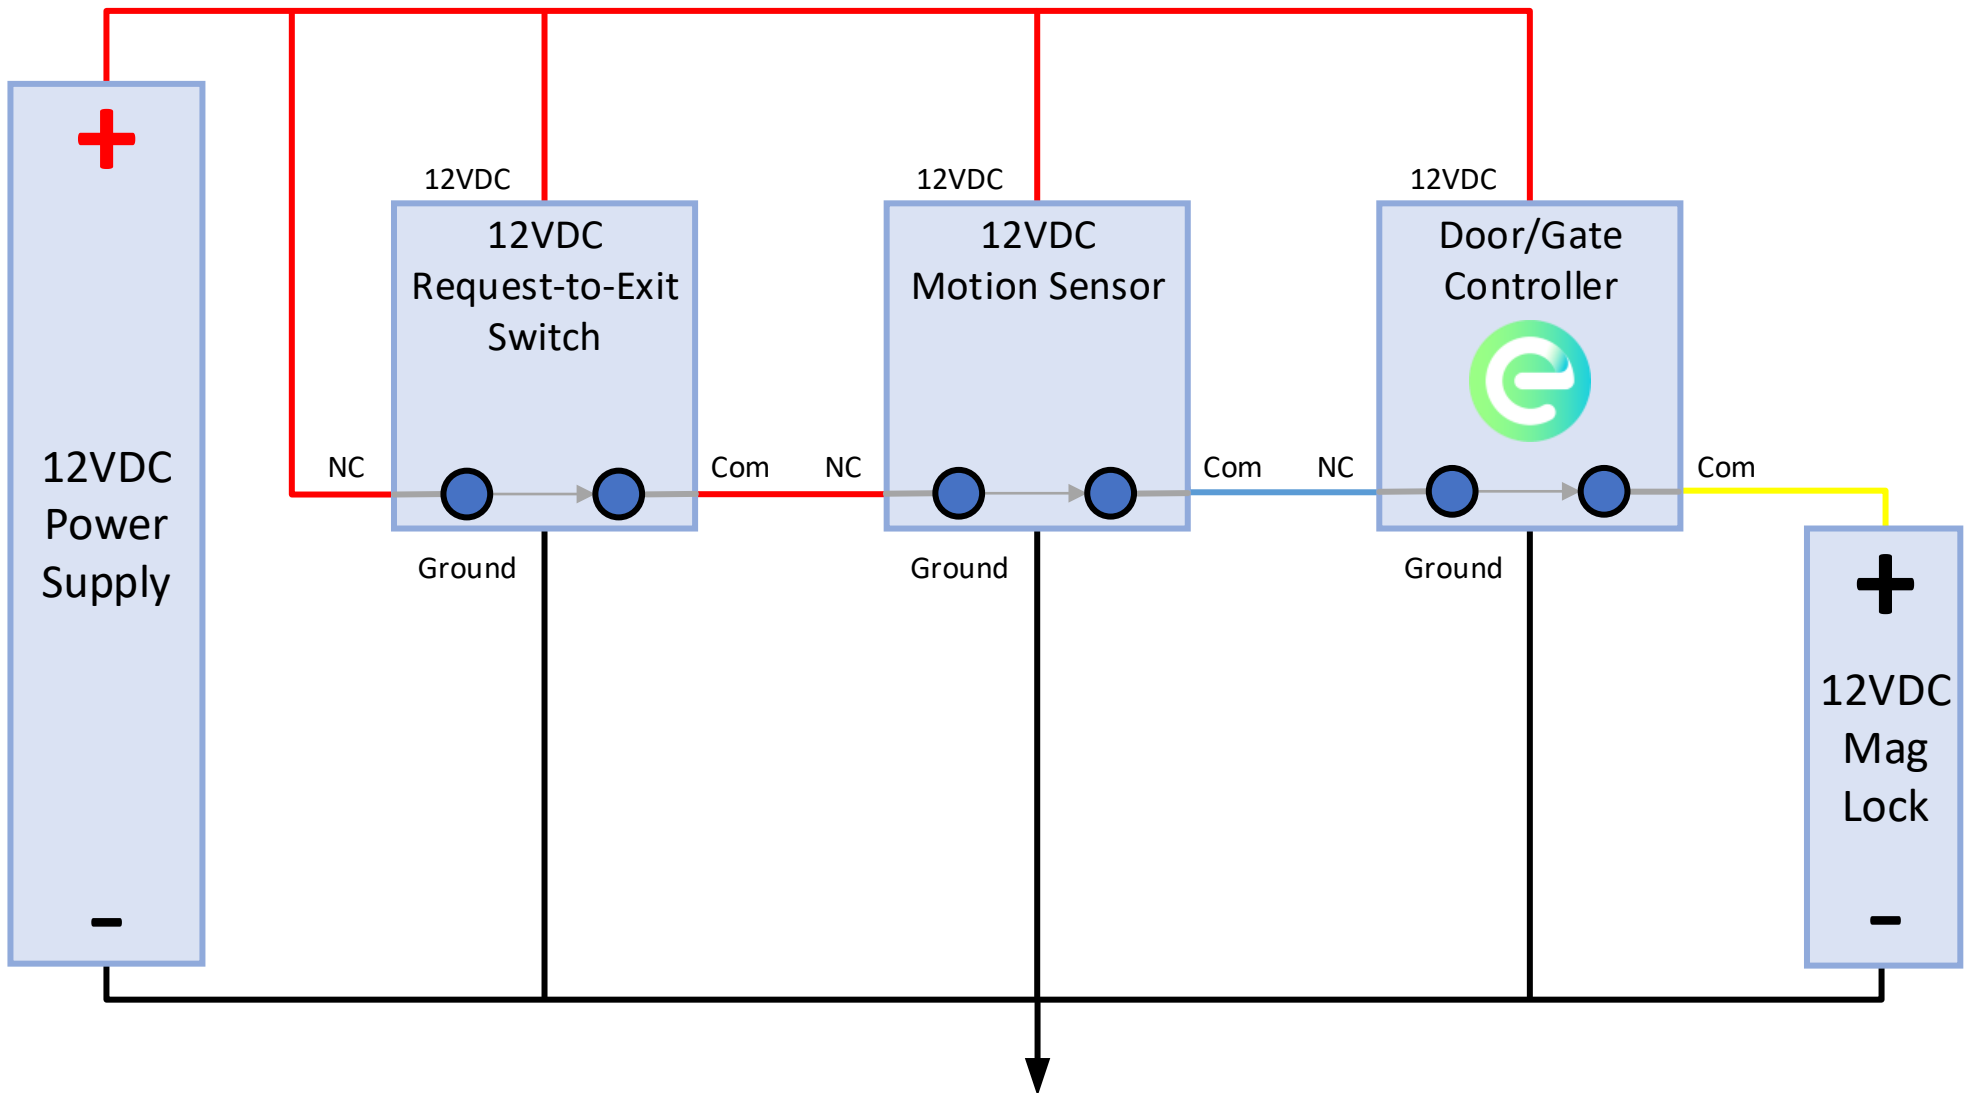 +
12VDC
Power
Supply
-
12VDC
12VDC
Request-to-Exit
Switch
NC
Com
Ground
12VDC
12VDC
Motion Sensor
NC
Com
Ground
12VDC
Door/Gate
Controller
e
NC
Com
Ground
+
12VDC
Mag
Lock
-